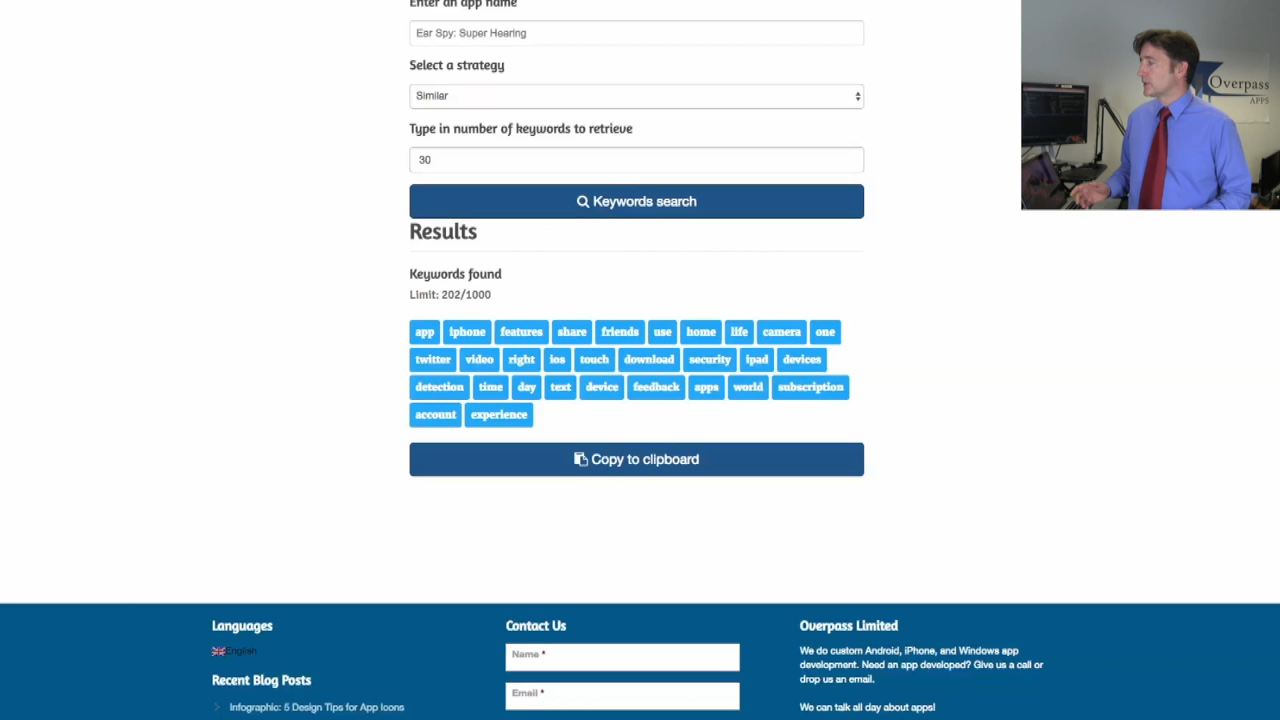 Enter an app name
Ear Spy: Super Hearing
Select a strategy
Similar
Type in number of keywords to retrieve
30
Keywords search
Results
Keywords found
Limit: 202/1000
app iphone features share friends use home life camera one
twitter video right ios touch download security ipad devices
detection time day text device feedback apps world subscription
account experience
Copy to clipboard
Overpass
APPS
Languages
English
Recent Blog Posts
Infographic: 5 Design Tips for App Icons
Contact Us
Name *
Email *
Overpass Limited
We do custom Android, iPhone, and Windows app
development. Need an app developed? Give us a call or
drop us an email.
We can talk all day about apps!